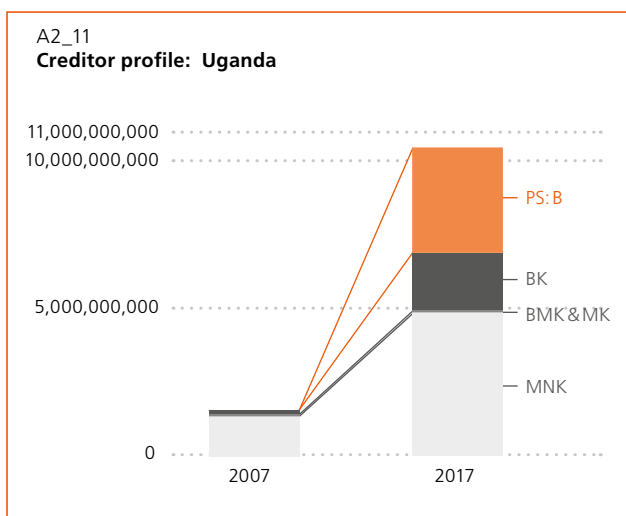 A2_11
Creditor profile: Uganda
11,000,000,000
10,000,000,000
PS: B
BK
5,000,000,000
BMK & MK
MNK
0
2007 2017